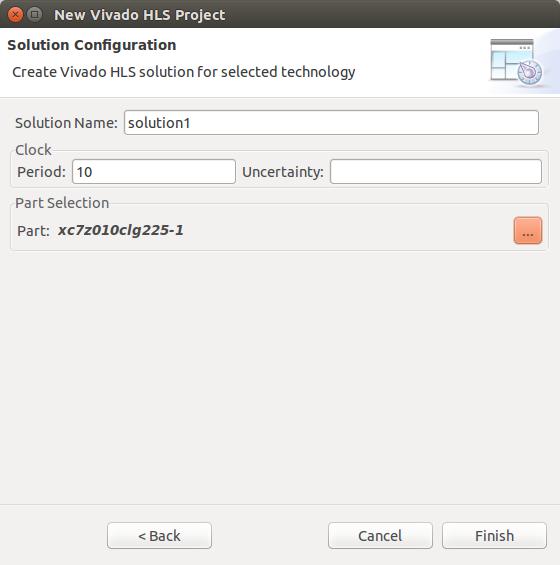 New Vivado HLS Project
Solution Configuration
Create Vivado HLS solution for selected technology
Solution Name: solution1
Clock
Period: 10 Uncertainty:
Part Selection
Part: xc7z010clg225-1 ...
< Back Cancel Finish